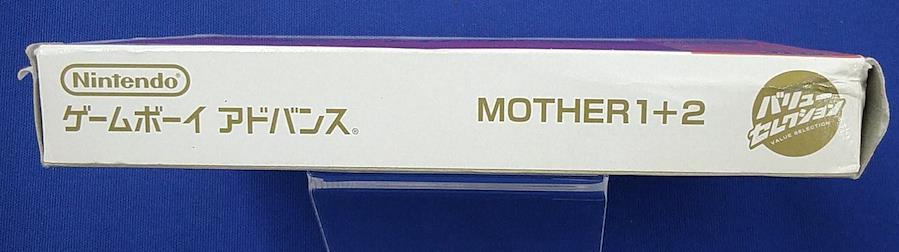 Nintendo®
ゲームボーイ アドバンス®
MOTHER1+2
バリュー
セレクション
VALUE SELECTION